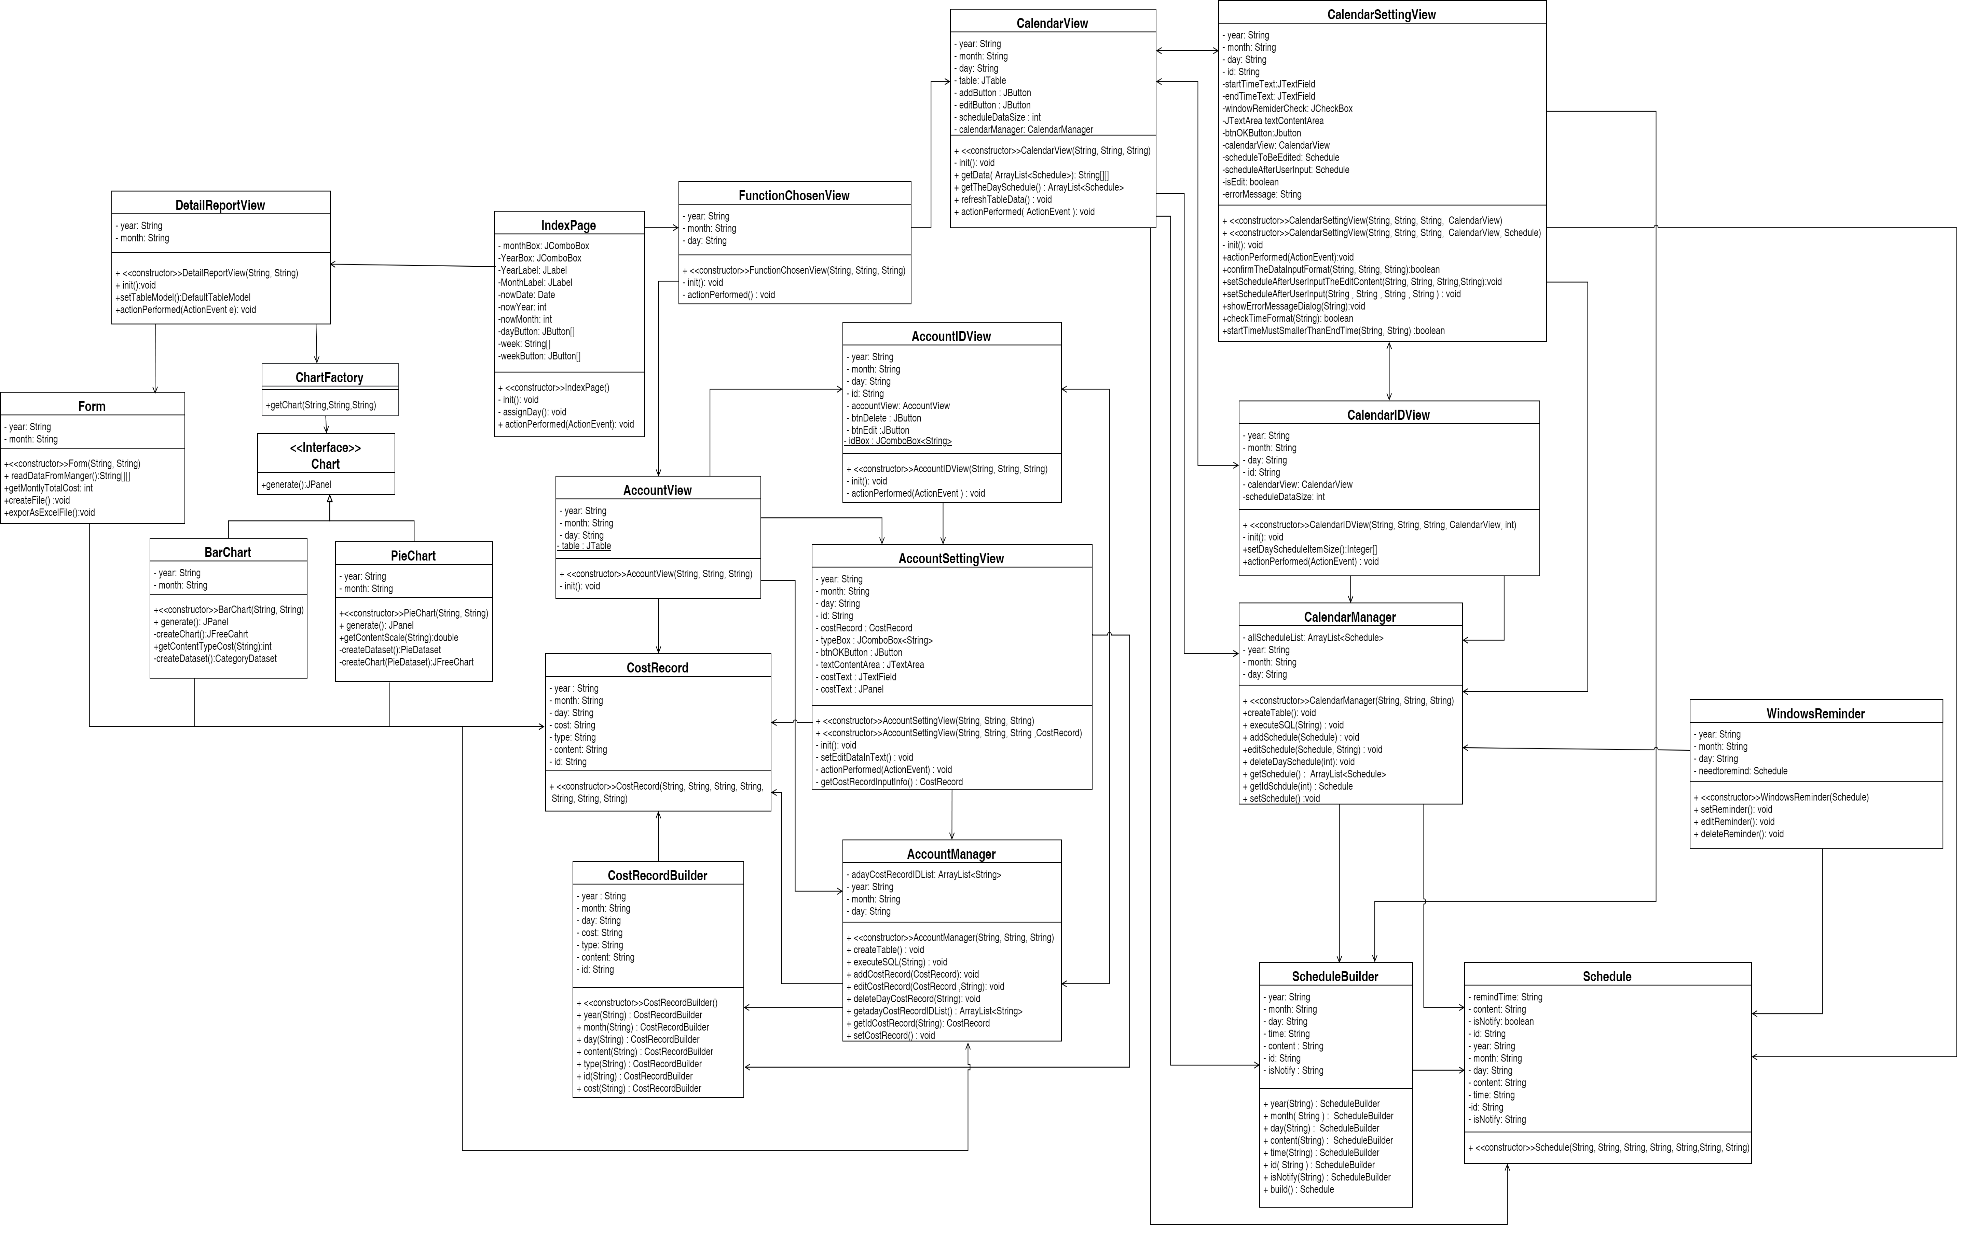 CalendarView
- year: String
- month: String
- day: String
- table: JTable
- addButton : JButton
- editButton : JButton
- scheduleDataSize : int
- calendarManager: CalendarManager
+ <<constructor>>CalendarView(String, String, String)
- init(): void
+ getData( ArrayList<Schedule>): String[][]
+ getTheDaySchedule() : ArrayList<Schedule>
+ refreshTableData() : void
+ actionPerformed( ActionEvent ): void
CalendarSettingView
- year: String
- month: String
- day: String
- id: String
-startTimeText:JTextField
-endTimeText: JTextField
-windowRemiderCheck: JCheckBox
-JTextArea textContentArea
-btnOKButton:Jbutton
-calendarView: CalendarView
-scheduleToBeEdited: Schedule
-scheduleAfterUserInput: Schedule
-isEdit: boolean
-errorMessage: String
+ <<constructor>>CalendarSettingView(String, String, String, CalendarView)
+ <<constructor>>CalendarSettingView(String, String, String, CalendarView, Schedule)
- init(): void
+actionPerformed(ActionEvent):void
+confirmTheDataInputFormat(String, String, String):boolean
+setScheduleAfterUserInputTheEditContent(String, String, String,String):void
+setScheduleAfterUserInput(String , String , String , String ) : void
+showErrorMessageDialog(String):void
+checkTimeFormat(String): boolean
+startTimeMustSmallerThanEndTime(String, String) :boolean
DetailReportView
- year: String
- month: String
+ <<constructor>>DetailReportView(String, String)
+ init():void
+setTableModel():DefaultTableModel
+actionPerformed(ActionEvent e): void
IndexPage
- monthBox: JComboBox
-YearBox: JComboBox
-YearLabel: JLabel
-MonthLabel: JLabel
-nowDate: Date
-nowYear: int
-nowMonth: int
-dayButton: JButton[]
-week: String[]
-weekButton: JButton[]
+ <<constructor>>IndexPage()
- init(): void
- assignDay(): void
+ actionPerformed(ActionEvent): void
FunctionChosenView
- year: String
- month: String
- day: String
+ <<constructor>>FunctionChosenView(String, String, String)
- init(): void
- actionPerformed() : void
ChartFactory
+getChart(String,String,String)
<<Interface>>
Chart
+generate():JPanel
Form
- year: String
- month: String
+<<constructor>>Form(String, String)
+ readDataFromManger():String[][]
+getMontlyTotalCost: int
+createFile() :void
+exporAsExcelFile():void
BarChart
- year: String
- month: String
+<<constructor>>BarChart(String, String)
+ generate(): JPanel
-createChart():JFreeCahrt
+getContentTypeCost(String):int
-createDataset():CategoryDataset
PieChart
- year: String
- month: String
+<<constructor>>PieChart(String, String)
+ generate(): JPanel
+getContentScale(String):double
-createDataset():PieDataset
-createChart(PieDataset):JFreeChart
AccountIDView
- year: String
- month: String
- day: String
- id: String
- accountView: AccountView
- btnDelete : JButton
- btnEdit :JButton
- idBox : JComboBox<String>
+ <<constructor>>AccountIDView(String, String, String)
- init(): void
- actionPerformed(ActionEvent ) : void
AccountView
- year: String
- month: String
- day: String
- table : JTable
+ <<constructor>>AccountView(String, String, String)
- init(): void
AccountSettingView
- year: String
- month: String
- day: String
- id: String
- costRecord : CostRecord
- typeBox : JComboBox<String>
- btnOKButton : JButton
- textContentArea : JTextArea
- costText : JTextField
- costText : JPanel
+ <<constructor>>AccountSettingView(String, String, String)
+ <<constructor>>AccountSettingView(String, String, String ,CostRecord)
- init(): void
- setEditDataInText() : void
- actionPerformed(ActionEvent) : void
- getCostRecordInputInfo() : CostRecord
CalendarIDView
- year: String
- month: String
- day: String
- id: String
- calendarView: CalendarView
-scheduleDataSize: int
+ <<constructor>>CalendarIDView(String, String, String, CalendarView, Int)
- init(): void
+setDayScheduleItemSize():Integer[]
+actionPerformed(ActionEvent) : void
CalendarManager
- allScheduleList: ArrayList<Schedule>
- year: String
- month: String
- day: String
+ <<constructor>>CalendarManager(String, String, String)
+createTable(): void
+ executeSQL(String) : void
+ addSchedule(Schedule) : void
+editSchedule(Schedule, String) : void
+ deleteDaySchedule(int): void
+ getSchedule() : ArrayList<Schedule>
+ getIdSchdule(int) : Schedule
+ setSchedule() :void
WindowsReminder
- year: String
- month: String
- day: String
- needtoremind: Schedule
+ <<constructor>>WindowsReminder(Schedule)
+ setReminder(): void
+ editReminder(): void
+ deleteReminder(): void
CostRecord
- year : String
- month: String
- day: String
- cost: String
- type: String
- content: String
- id: String
+ <<constructor>>CostRecord(String, String, String, String,
String, String, String)
CostRecordBuilder
- year : String
- month: String
- day: String
- cost: String
- type: String
- content: String
- id: String
+ <<constructor>>CostRecordBuilder()
+ year(String) : CostRecordBuilder
+ month(String) : CostRecordBuilder
+ day(String) : CostRecordBuilder
+ content(String) : CostRecordBuilder
+ type(String) : CostRecordBuilder
+ id(String) : CostRecordBuilder
+ cost(String) : CostRecordBuilder
AccountManager
- adayCostRecordIDList: ArrayList<String>
- year: String
- month: String
- day: String
+ <<constructor>>AccountManager(String, String, String)
+ createTable() : void
+ executeSQL(String) : void
+ addCostRecord(CostRecord): void
+ editCostRecord(CostRecord ,String): void
+ deleteDayCostRecord(String): void
+ getadayCostRecordIDList() : ArrayList<String>
+ getIdCostRecord(String): CostRecord
+ setCostRecord() : void
ScheduleBuilder
- year: String
- month: String
- day: String
- time: String
- content : String
- id: String
- isNotify : String
+ year(String) : ScheduleBuilder
+ month( String ) : ScheduleBuilder
+ day(String) : ScheduleBuilder
+ content(String) : ScheduleBuilder
+ time(String) : ScheduleBuilder
+ id( String ) : ScheduleBuilder
+ isNotify(String) : ScheduleBuilder
+ build() : Schedule
Schedule
- remindTime: String
- content: String
- isNotify: boolean
- id: String
- year: String
- month: String
- day: String
- content: String
- time: String
-id: String
- isNotify: String
+ <<constructor>>Schedule(String, String, String, String, String,String, String)